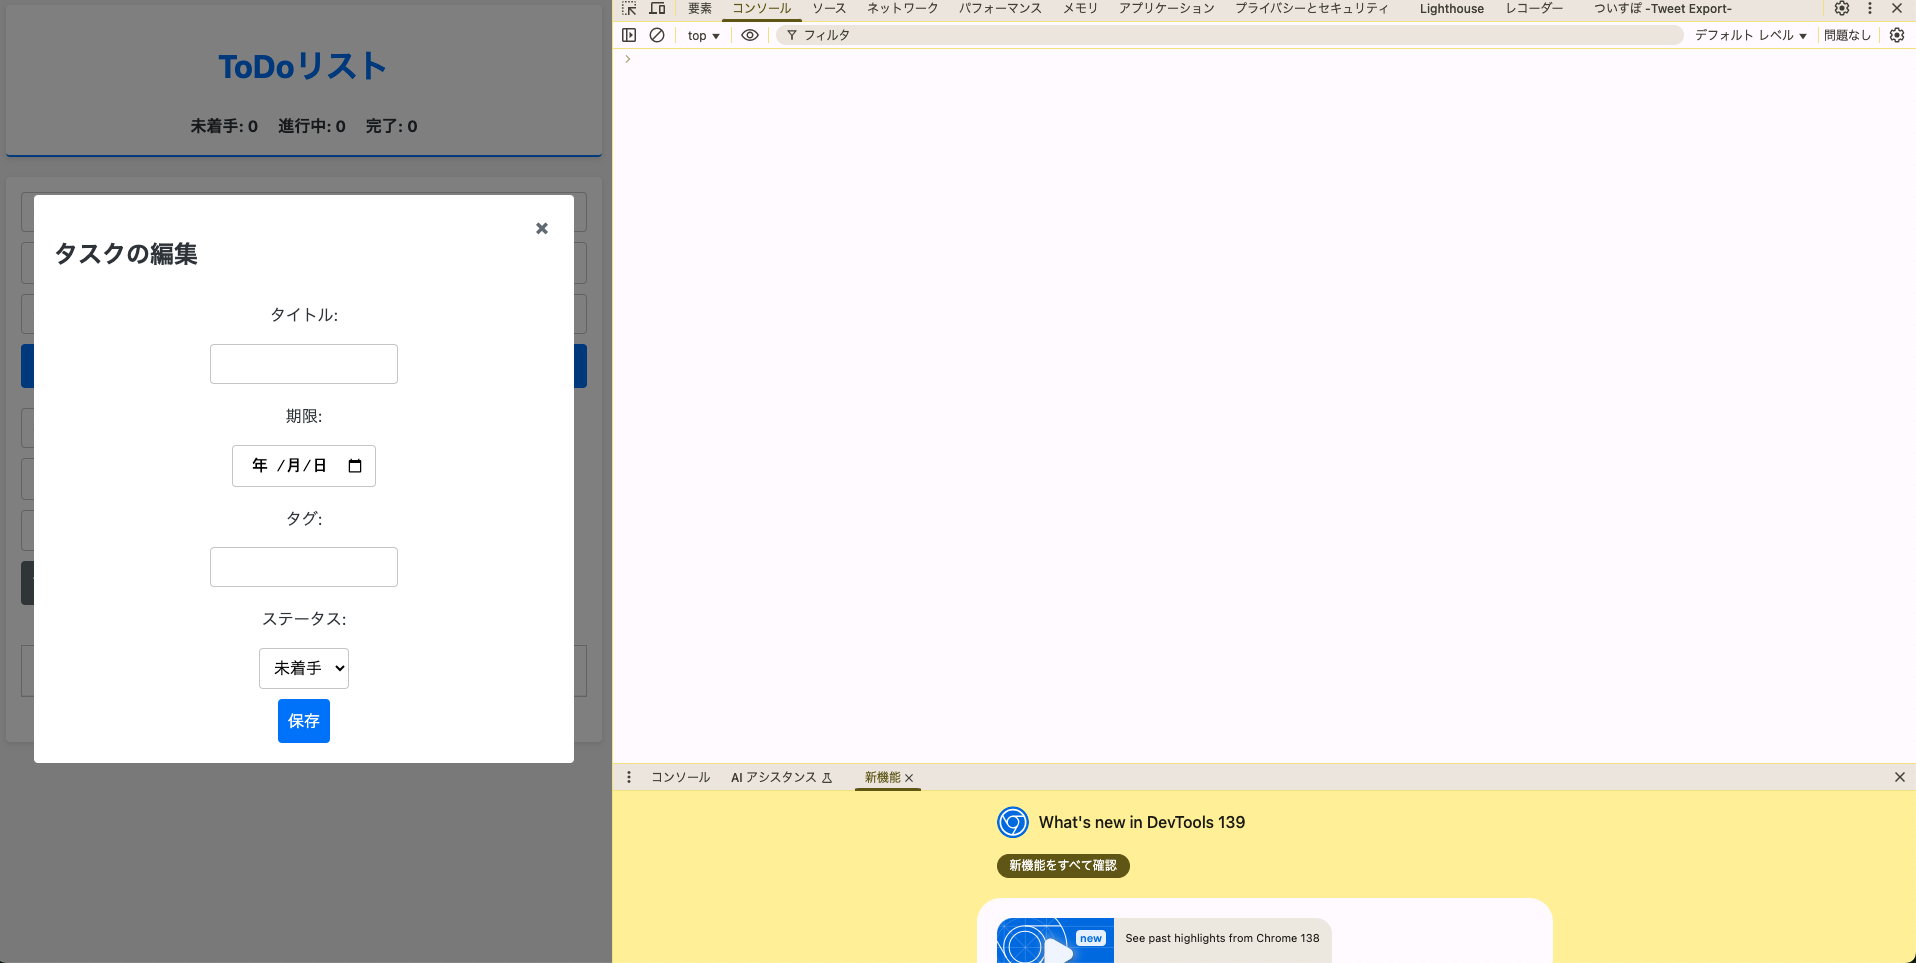 ToDoリスト
未着手: 0 進行中: 0 完了: 0
タスクの編集
タイトル:
期限:
年 /月/日
タグ:
ステータス:
未着手
保存
要素 コンソール ソース ネットワーク パフォーマンス メモリ アプリケーション プライバシーとセキュリティ Lighthouse レコーダー ついすぽ -Tweet Export-
top フィルタ デフォルト レベル 問題なし
コンソール AI アシスタンス 新機能
What's new in DevTools 139
新機能をすべて確認
new
See past highlights from Chrome 138